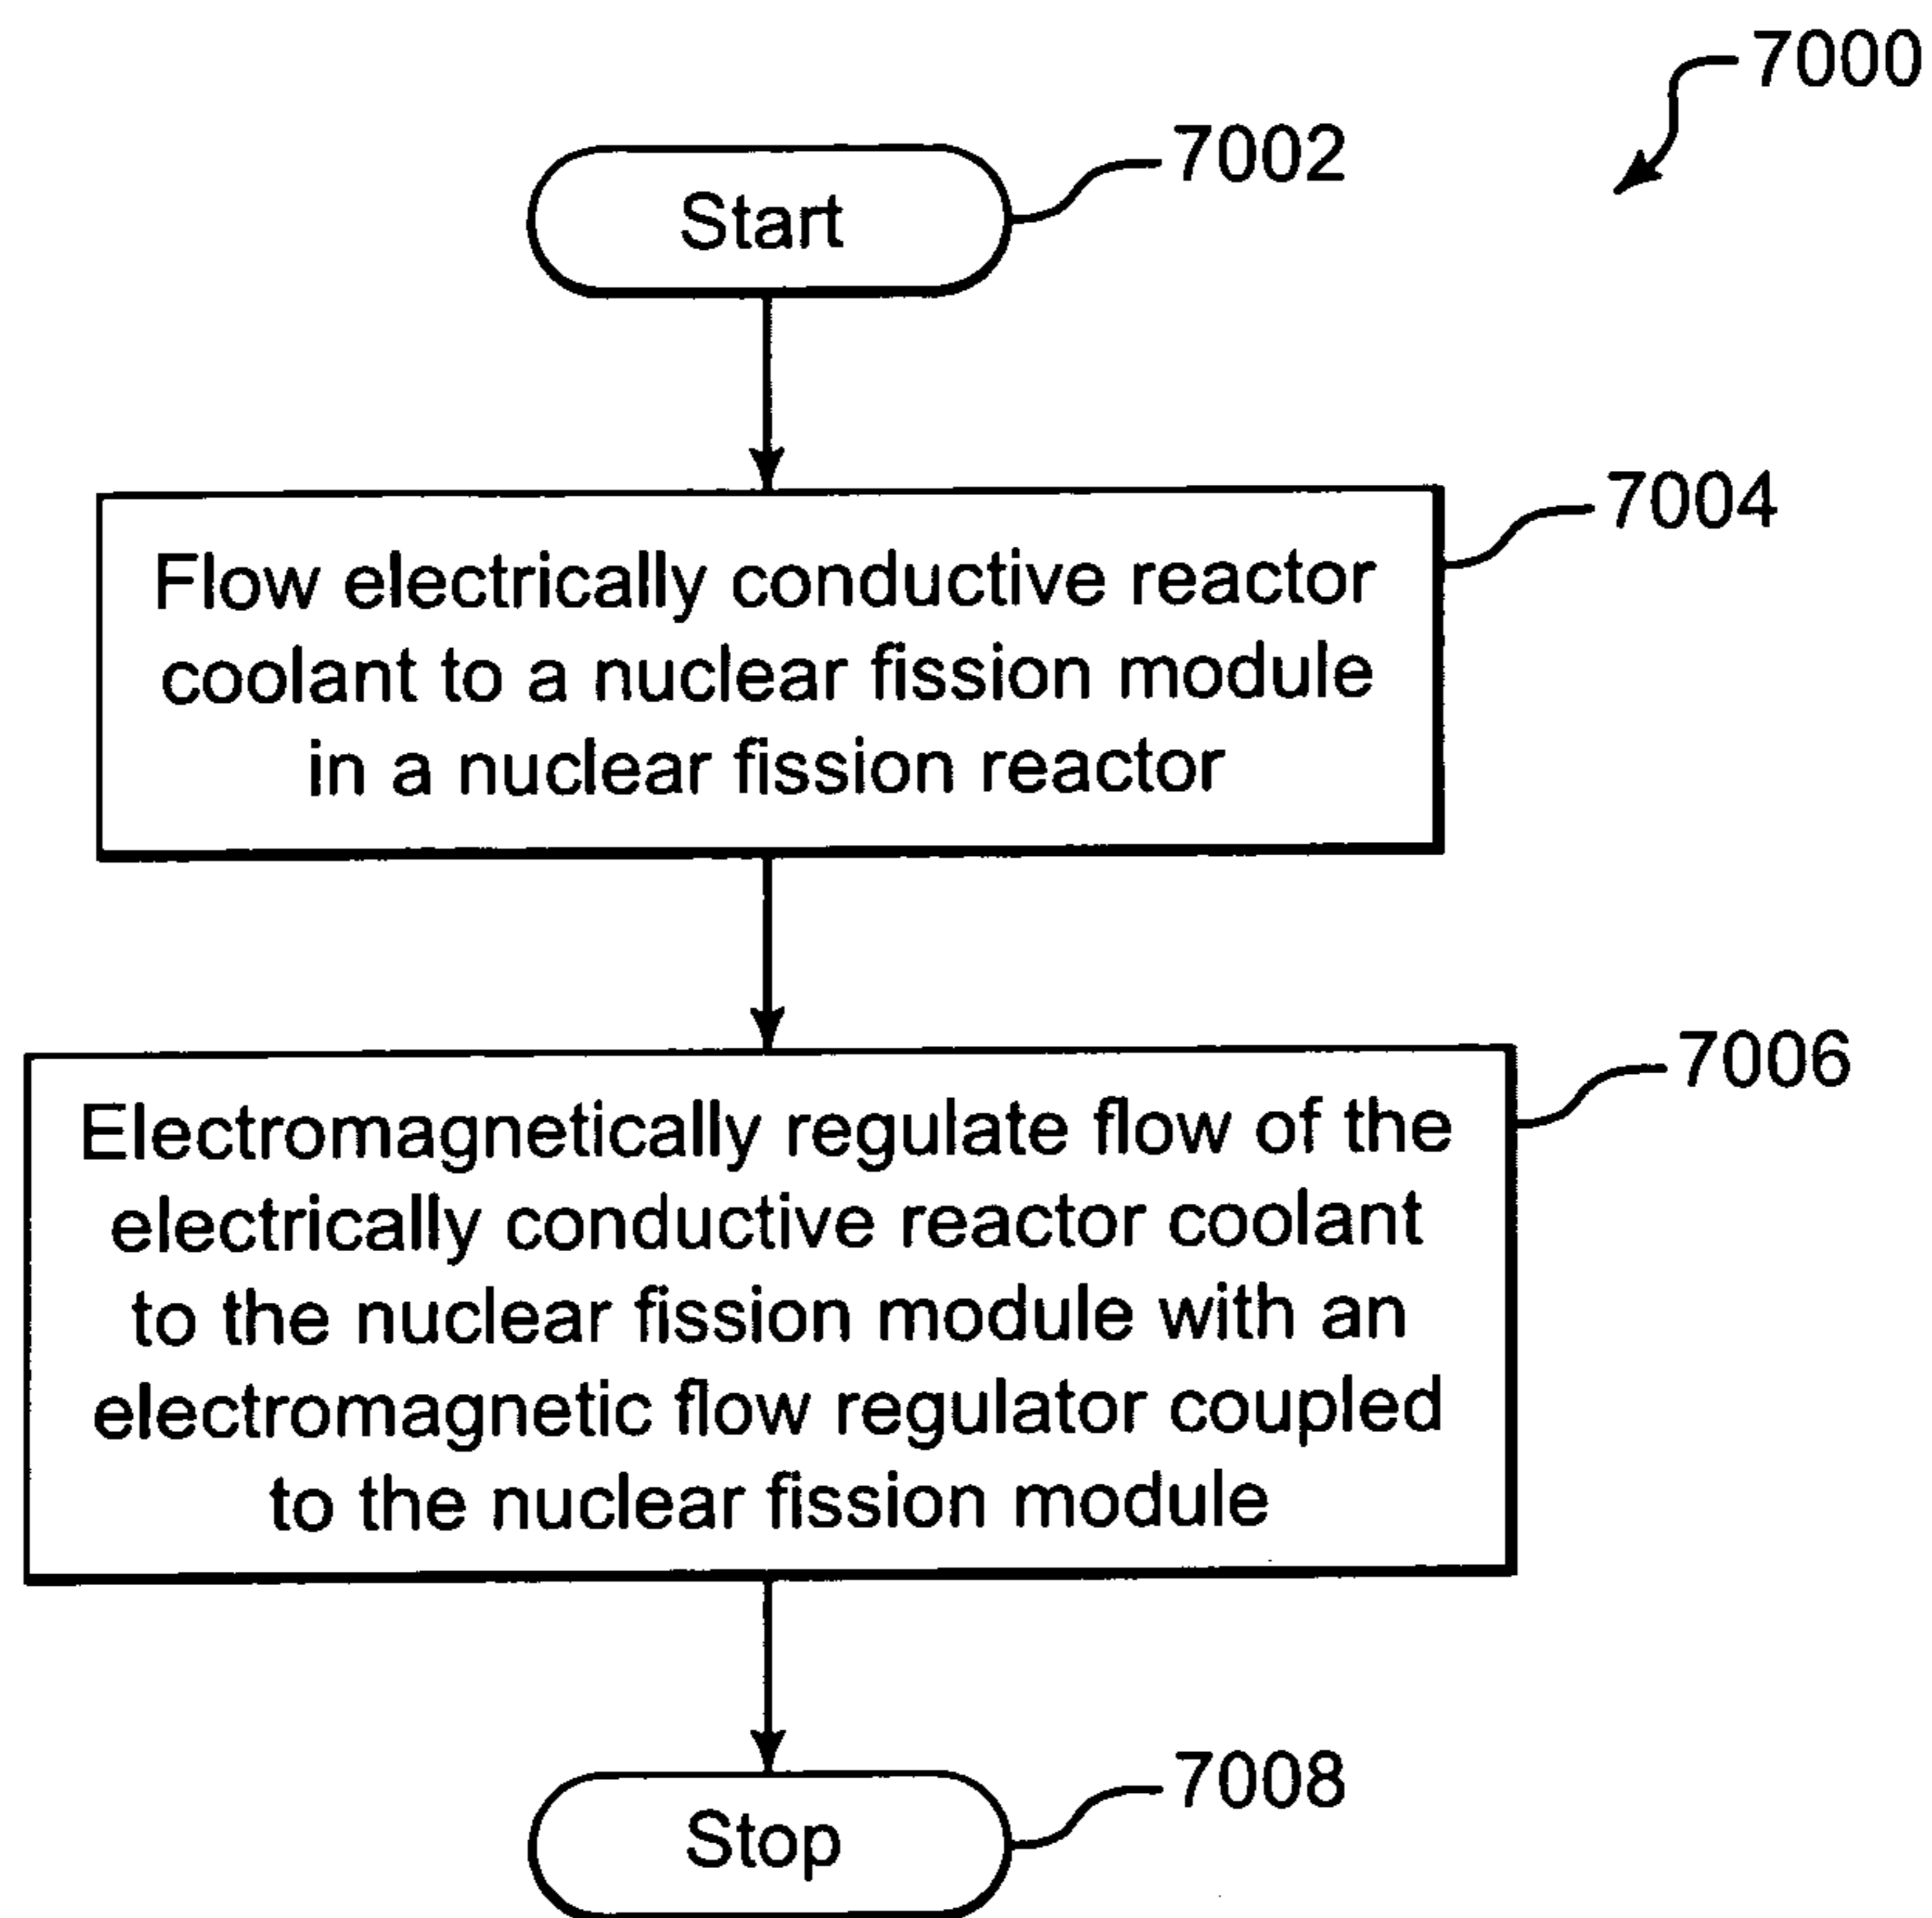 7000
7002
Start
7004
Flow electrically conductive reactor
coolant to a nuclear fission module
in a nuclear fission reactor
7006
Electromagnetically regulate flow of the
electrically conductive reactor coolant
to the nuclear fission module with an
electromagnetic flow regulator coupled
to the nuclear fission module
7008
Stop